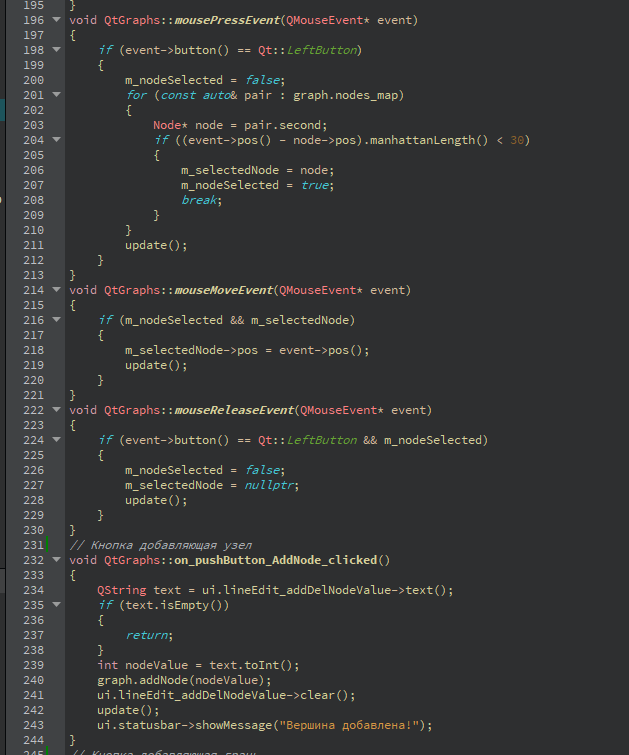 195 }
196 void QtGraphs::mousePressEvent(QMouseEvent* event)
197 {
198     if (event->button() == Qt::LeftButton)
199     {
200         m_nodeSelected = false;
201         for (const auto& pair : graph.nodes_map)
202         {
203             Node* node = pair.second;
204             if ((event->pos() - node->pos).manhattanLength() < 30)
205             {
206                 m_selectedNode = node;
207                 m_nodeSelected = true;
208                 break;
209             }
210         }
211         update();
212     }
213 }
214 void QtGraphs::mouseMoveEvent(QMouseEvent* event)
215 {
216     if (m_nodeSelected && m_selectedNode)
217     {
218         m_selectedNode->pos = event->pos();
219         update();
220     }
221 }
222 void QtGraphs::mouseReleaseEvent(QMouseEvent* event)
223 {
224     if (event->button() == Qt::LeftButton && m_nodeSelected)
225     {
226         m_nodeSelected = false;
227         m_selectedNode = nullptr;
228         update();
229     }
230 }
231 // Кнопка добавляющая узел
232 void QtGraphs::on_pushButton_AddNode_clicked()
233 {
234     QString text = ui.lineEdit_addDelNodeValue->text();
235     if (text.isEmpty())
236     {
237         return;
238     }
239     int nodeValue = text.toInt();
240     graph.addNode(nodeValue);
241     ui.lineEdit_addDelNodeValue->clear();
242     update();
243     ui.statusbar->showMessage("Вершина добавлена!");
244 }
245 // Кнопка добавляющая грань